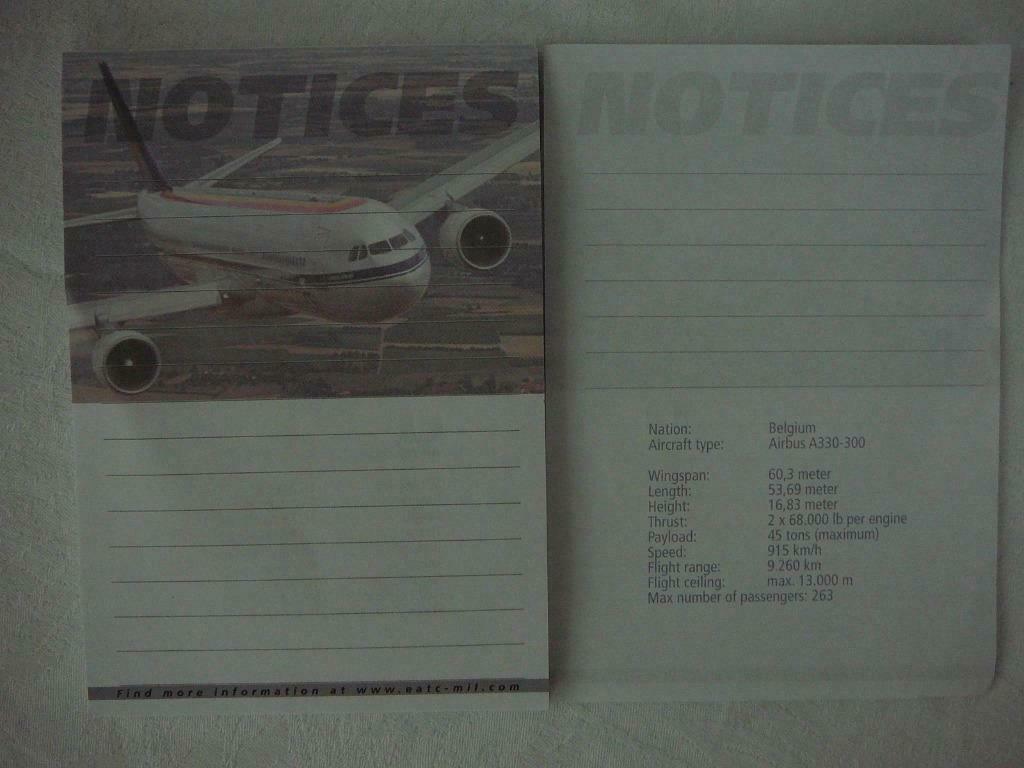 NOTICES
Find more information at www.eatc-mil.com
NOTICES
Nation: Belgium
Aircraft type: Airbus A330-300
Wingspan: 60,3 meter
Length: 53,69 meter
Height: 16,83 meter
Thrust: 2 x 68.000 lb per engine
Payload: 45 tons (maximum)
Speed: 915 km/h
Flight range: 9.260 km
Flight ceiling: max. 13.000 m
Max number of passengers: 263